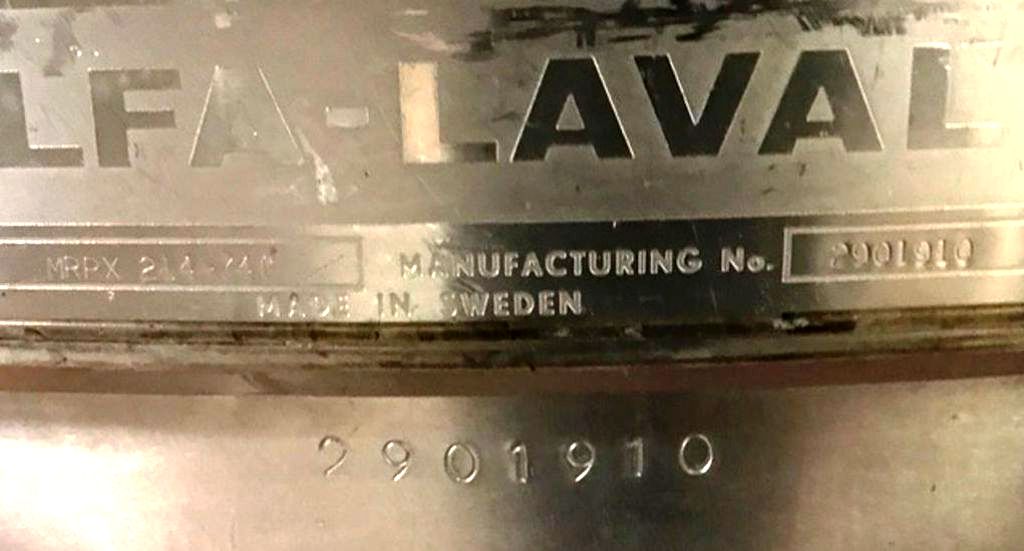 LFA-LAVAL
MRPX 214- MANUFACTURING No. 2901910
MADE IN SWEDEN
2901910